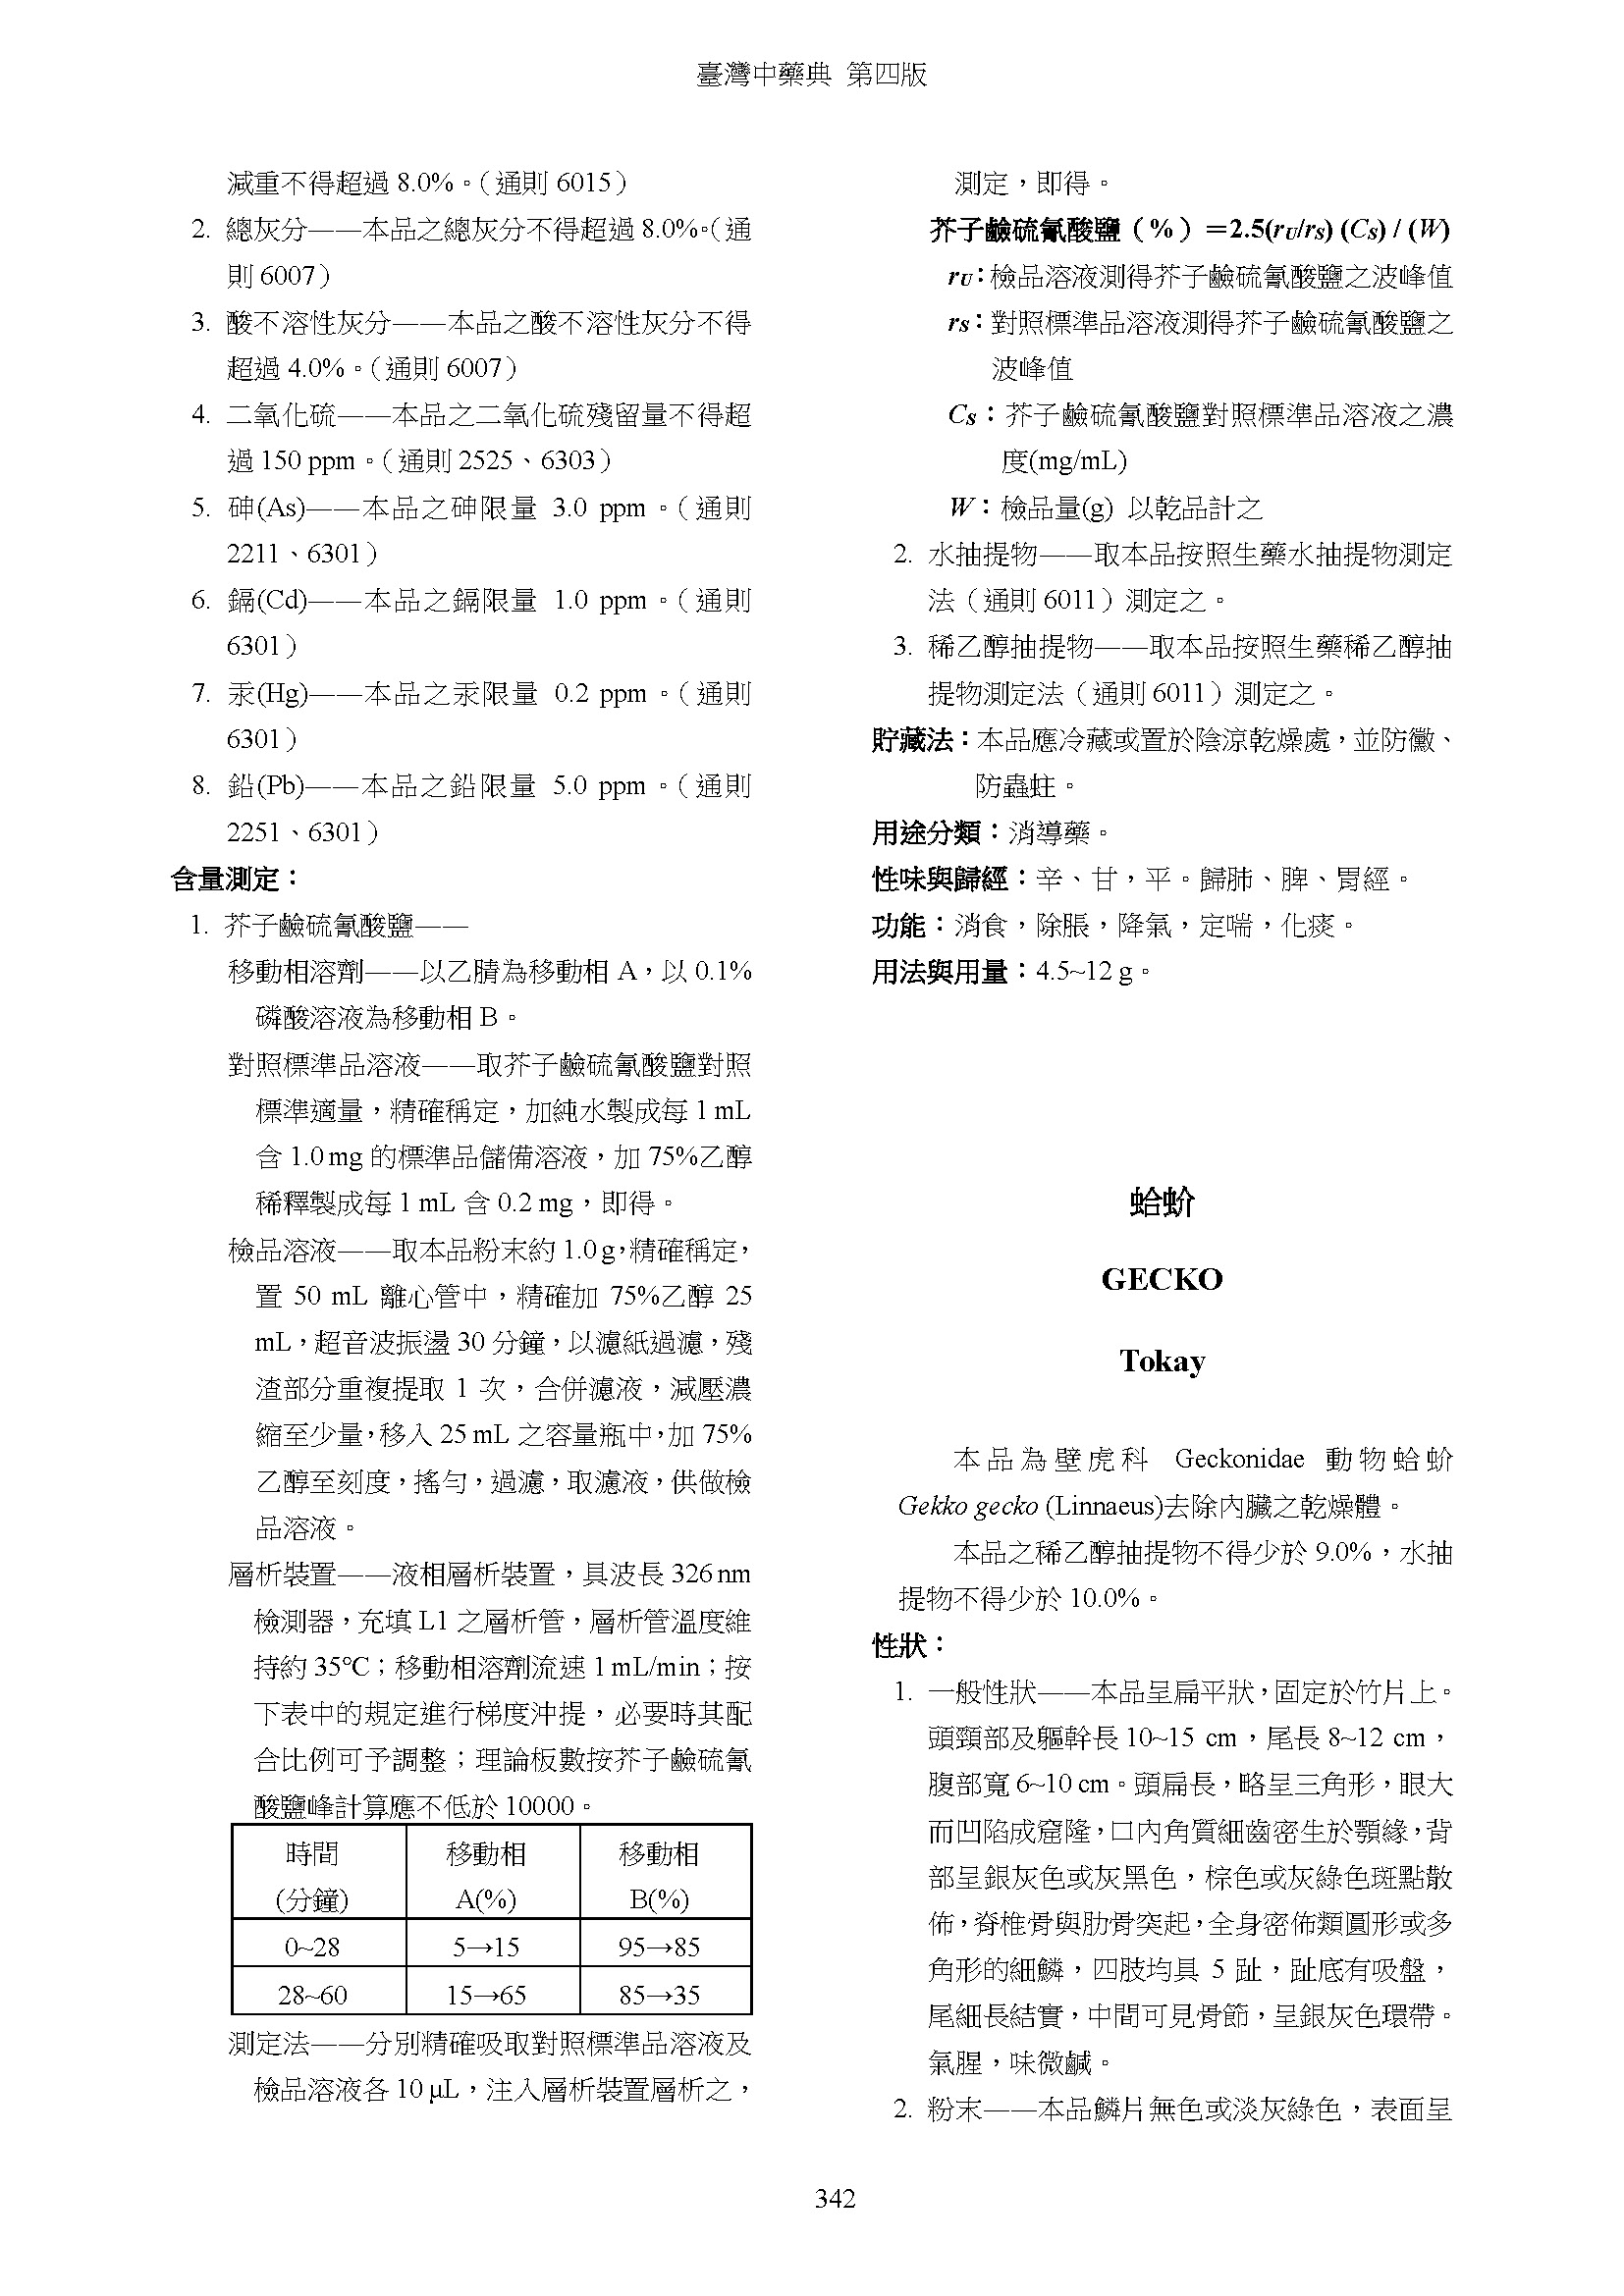 臺灣中藥典 第四版
減重不得超過 8.0%。（通則 6015）
2. 總灰分——本品之總灰分不得超過 8.0%。（通
則 6007）
3. 酸不溶性灰分——本品之酸不溶性灰分不得
超過 4.0%。（通則 6007）
4. 二氧化硫——本品之二氧化硫殘留量不得超
過 150 ppm。（通則 2525、6303）
5. 砷(As)——本品之砷限量 3.0 ppm。（通則
2211、6301）
6. 鎘(Cd)——本品之鎘限量 1.0 ppm。（通則
6301）
7. 汞(Hg)——本品之汞限量 0.2 ppm。（通則
6301）
8. 鉛(Pb)——本品之鉛限量 5.0 ppm。（通則
2251、6301）
含量測定：
1. 芥子鹼硫氰酸鹽——
移動相溶劑——以乙腈為移動相 A，以 0.1%
磷酸溶液為移動相 B。
對照標準品溶液——取芥子鹼硫氰酸鹽對照
標準適量，精確稱定，加純水製成每 1 mL
含 1.0 mg 的標準品儲備溶液，加 75%乙醇
稀釋製成每 1 mL 含 0.2 mg，即得。
檢品溶液——取本品粉末約 1.0 g，精確稱定，
置 50 mL 離心管中，精確加 75%乙醇 25
mL，超音波振盪 30 分鐘，以濾紙過濾，殘
渣部分重複提取 1 次，合併濾液，減壓濃
縮至少量，移入 25 mL 之容量瓶中，加 75%
乙醇至刻度，搖勻，過濾，取濾液，供做檢
品溶液。
層析裝置——液相層析裝置，具波長 326 nm
檢測器，充填 L1 之層析管，層析管溫度維
持約 35℃；移動相溶劑流速 1 mL/min；按
下表中的規定進行梯度沖提，必要時其配
合比例可予調整；理論板數按芥子鹼硫氰
酸鹽峰計算應不低於 10000。
時間 移動相 移動相
(分鐘) A(%) B(%)
0~28 5→15 95→85
28~60 15→65 85→35
測定法——分別精確吸取對照標準品溶液及
檢品溶液各 10 μL，注入層析裝置層析之，
測定，即得。
芥子鹼硫氰酸鹽（%）＝2.5(rU/rS) (CS) / (W)
rU：檢品溶液測得芥子鹼硫氰酸鹽之波峰值
rS：對照標準品溶液測得芥子鹼硫氰酸鹽之
波峰值
CS：芥子鹼硫氰酸鹽對照標準品溶液之濃
度(mg/mL)
W：檢品量(g) 以乾品計之
2. 水抽提物——取本品按照生藥水抽提物測定
法（通則 6011）測定之。
3. 稀乙醇抽提物——取本品按照生藥稀乙醇抽
提物測定法（通則 6011）測定之。
貯藏法：本品應冷藏或置於陰涼乾燥處，並防黴、
防蟲蛀。
用途分類：消導藥。
性味與歸經：辛、甘，平。歸肺、脾、胃經。
功能：消食，除脹，降氣，定喘，化痰。
用法與用量：4.5~12 g。
蛤蚧
GECKO
Tokay
本品為壁虎科 Geckonidae 動物蛤蚧
Gekko gecko (Linnaeus)去除內臟之乾燥體。
本品之稀乙醇抽提物不得少於 9.0%，水抽
提物不得少於 10.0%。
性狀：
1. 一般性狀——本品呈扁平狀，固定於竹片上。
頭頸部及軀幹長 10~15 cm，尾長 8~12 cm，
腹部寬 6~10 cm。頭扁長，略呈三角形，眼大
而凹陷成窟隆，口內角質細齒密生於顎緣，背
部呈銀灰色或灰黑色，棕色或灰綠色斑點散
佈，脊椎骨與肋骨突起，全身密佈類圓形或多
角形的細鱗，四肢均具 5 趾，趾底有吸盤，
尾細長結實，中間可見骨節，呈銀灰色環帶。
氣腥，味微鹹。
2. 粉末——本品鱗片無色或淡灰綠色，表面呈
342